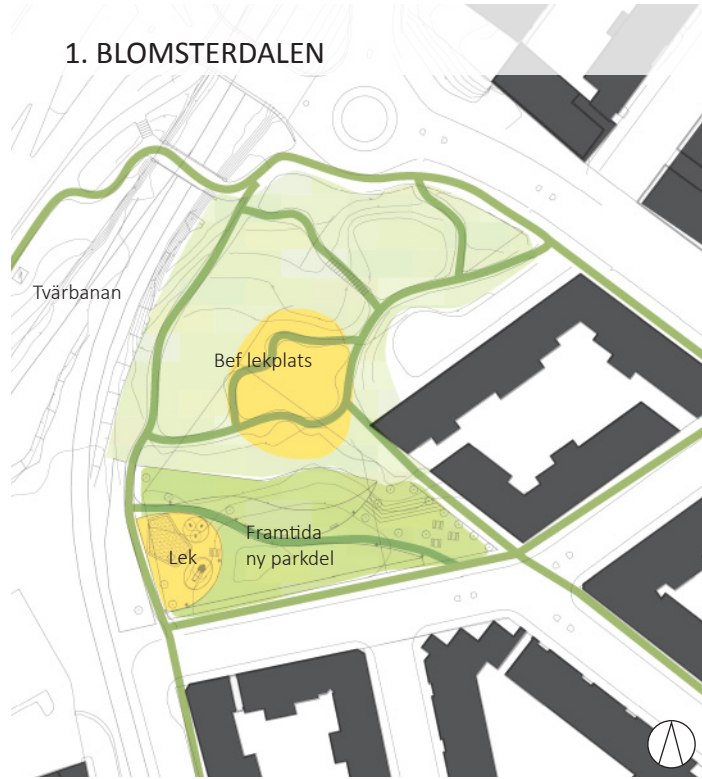 1. BLOMSTERDALEN
Tvärbanan
Bef lekplats
Framtida
ny parkdel
Lek